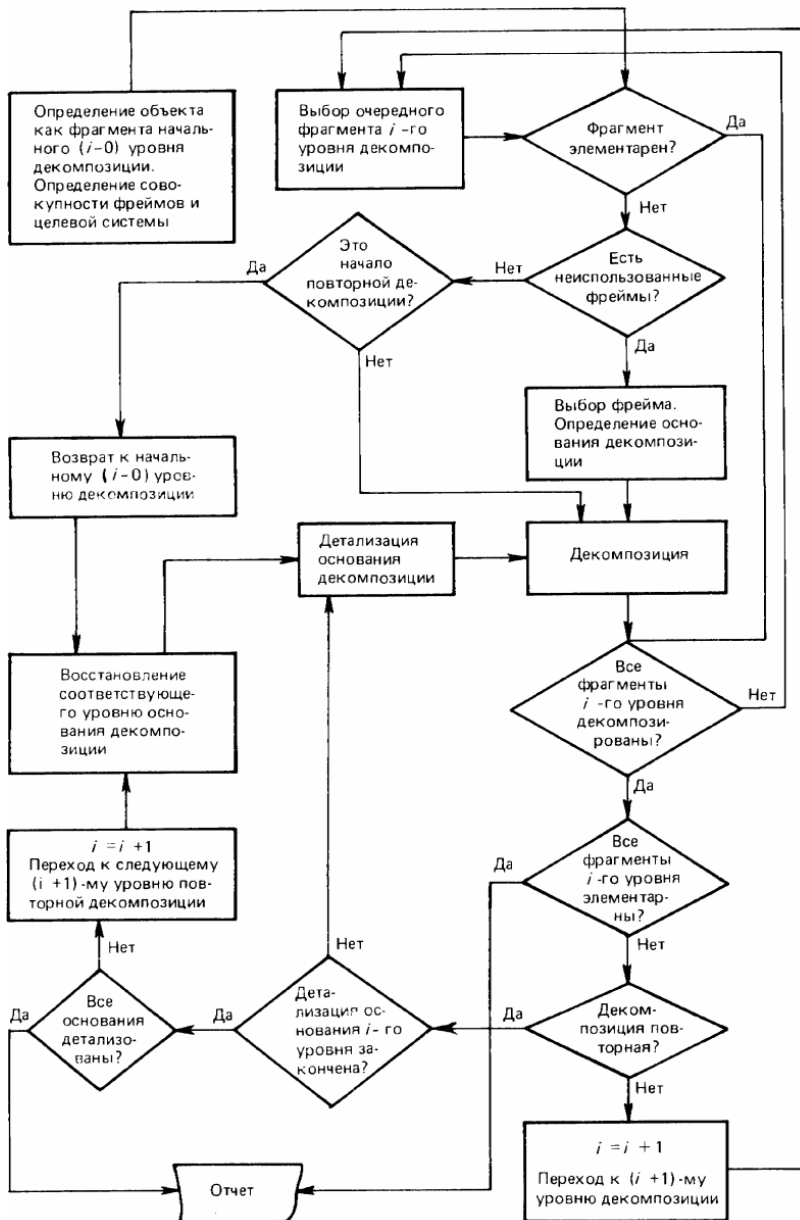 Определение объекта
как фрагмента началь-
ного (i-0) уровня
декомпозиции.
Определение сово-
купности фреймов и
целевой системы
Выбор очередного
фрагмента i -го
уровня декомпо-
зиции
Фрагмент
элементарен?
Да
Нет
Это
начало
повторной де-
композиции?
Да
Нет
Есть
неиспользованные
фреймы?
Нет
Да
Выбор фрейма.
Определение осно-
вания декомпози-
ции
Возврат к началь-
ному (i-0) уров-
ню декомпозиции
Детализация
основания
декомпозиции
Декомпозиция
Восстановление
соответствующе-
го уровню основа-
ния декомпо-
зиции
Все
фрагменты
i -го уровня
декомпози-
рованы?
Нет
Да
i = i +1
Переход к следующему
(i +1)-му уровню пов-
торной декомпозиции
Нет
Все
фрагменты
i -го уровня
элементар-
ны?
Да
Нет
Да
Все
основания
детализо-
ваны?
Да
Дета-
лизация ос-
нования i- го
уровня за-
кончена?
Нет
Да
Деком-
позиция пов-
торная?
Нет
i = i + 1
Переход к (i +1)-му
уровню декомпозиции
Отчет